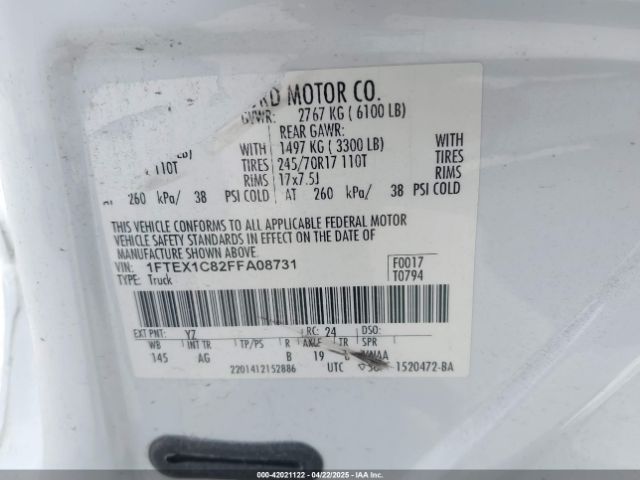 MOTOR CO.
GVWR: 2767 KG ( 6100 LB)
REAR GAWR:
WITH 1497 KG ( 3300 LB) WITH
110T TIRES 245/70R17 110T TIRES
RIMS 17x7.5J RIMS
AT 260 kPa/ 38 PSI COLD AT 260 kPa/ 38 PSI COLD
THIS VEHICLE CONFORMS TO ALL APPLICABLE FEDERAL MOTOR
VEHICLE SAFETY STANDARDS IN EFFECT ON THE DATE OF
MANUFACTURE SHOWN ABOVE.
VIN: 1FTEX1C82FFA08731 F0017
TYPE: Truck T0794
EXT PNT: YZ RC: 24 DSO:
WB INT TR TP/PS R AXLE TR SPR
145 AG B 19
2201412152886 UTC 1520472-BA
000-42021122 04/22/2025 IAA Inc.